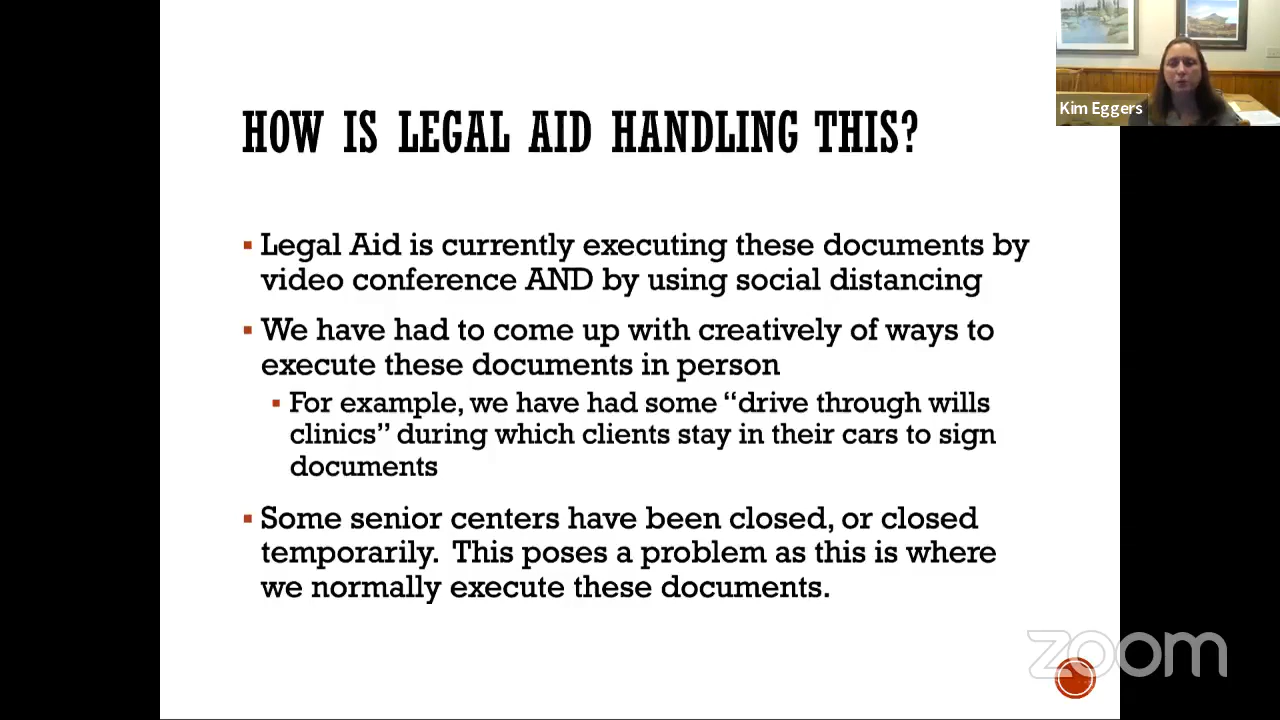 Kim Eggers
HOW IS LEGAL AID HANDLING THIS?
▪ Legal Aid is currently executing these documents by
video conference AND by using social distancing
▪ We have had to come up with creatively of ways to
execute these documents in person
▪ For example, we have had some “drive through wills
clinics” during which clients stay in their cars to sign
documents
▪ Some senior centers have been closed, or closed
temporarily. This poses a problem as this is where
we normally execute these documents.
zoom